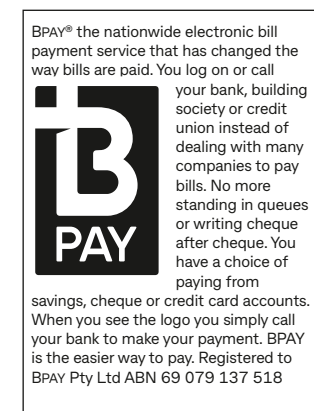 BPAY® the nationwide electronic bill
payment service that has changed the
way bills are paid. You log on or call
your bank, building
society or credit
union instead of
dealing with many
companies to pay
bills. No more
standing in queues
or writing cheque
after cheque. You
have a choice of
paying from
B
PAY
savings, cheque or credit card accounts.
When you see the logo you simply call
your bank to make your payment. BPAY
is the easier way to pay. Registered to
BPAY Pty Ltd ABN 69 079 137 518